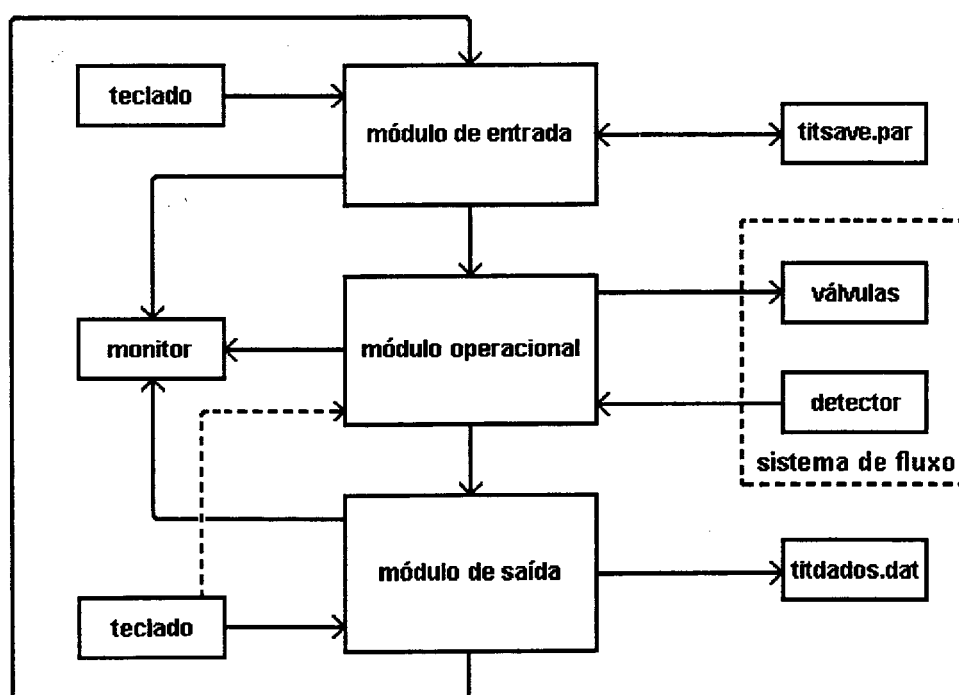 teclado
módulo de entrada
titsave.par
válvulas
monitor
módulo operacional
detector
sistema de fluxo
módulo de saída
titdados.dat
teclado